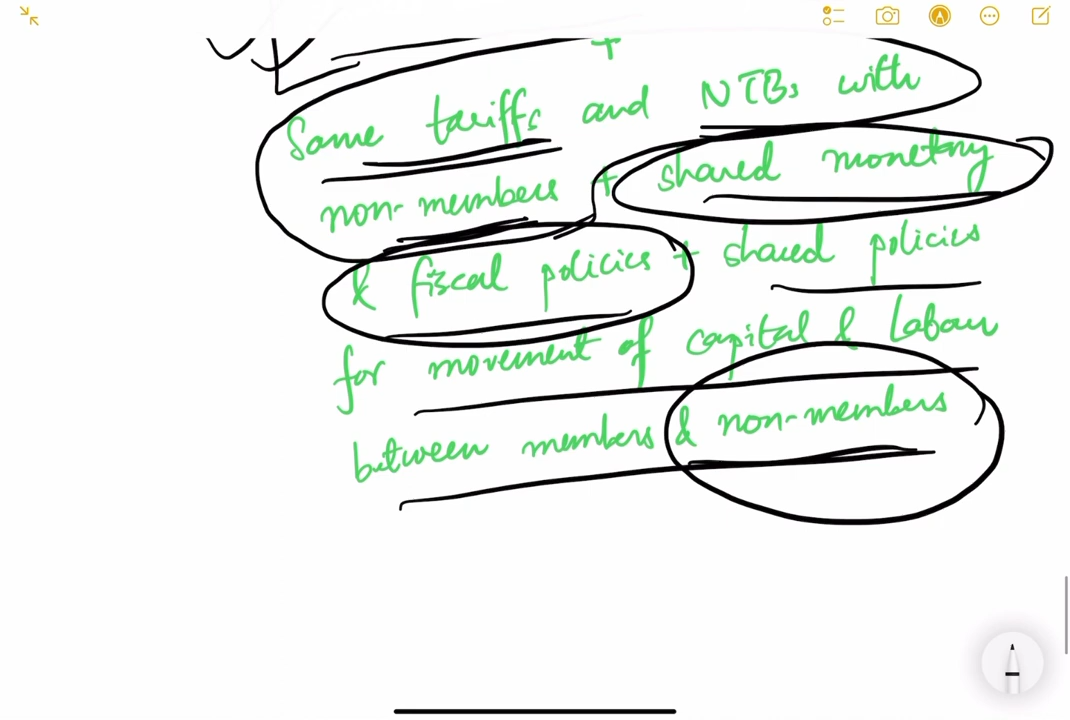 +
Same tariffs and NTBs with
non-members + shared monetary
& fiscal policies + shared policies
for movement of capital & Labour
between members & non-members